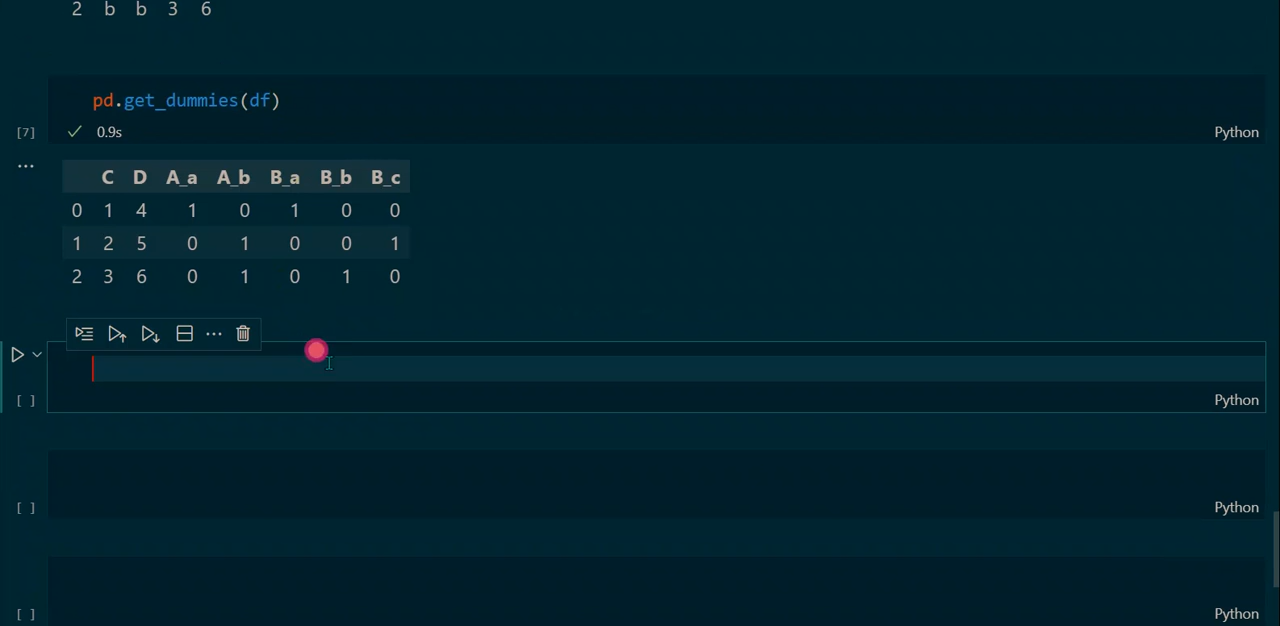 2 b b 3 6
pd.get_dummies(df)
[7] 0.9s Python
...
C D A_a A_b B_a B_b B_c
0 1 4 1 0 1 0 0
1 2 5 0 1 0 0 1
2 3 6 0 1 0 1 0
[ ] Python
[ ] Python
[ ] Python